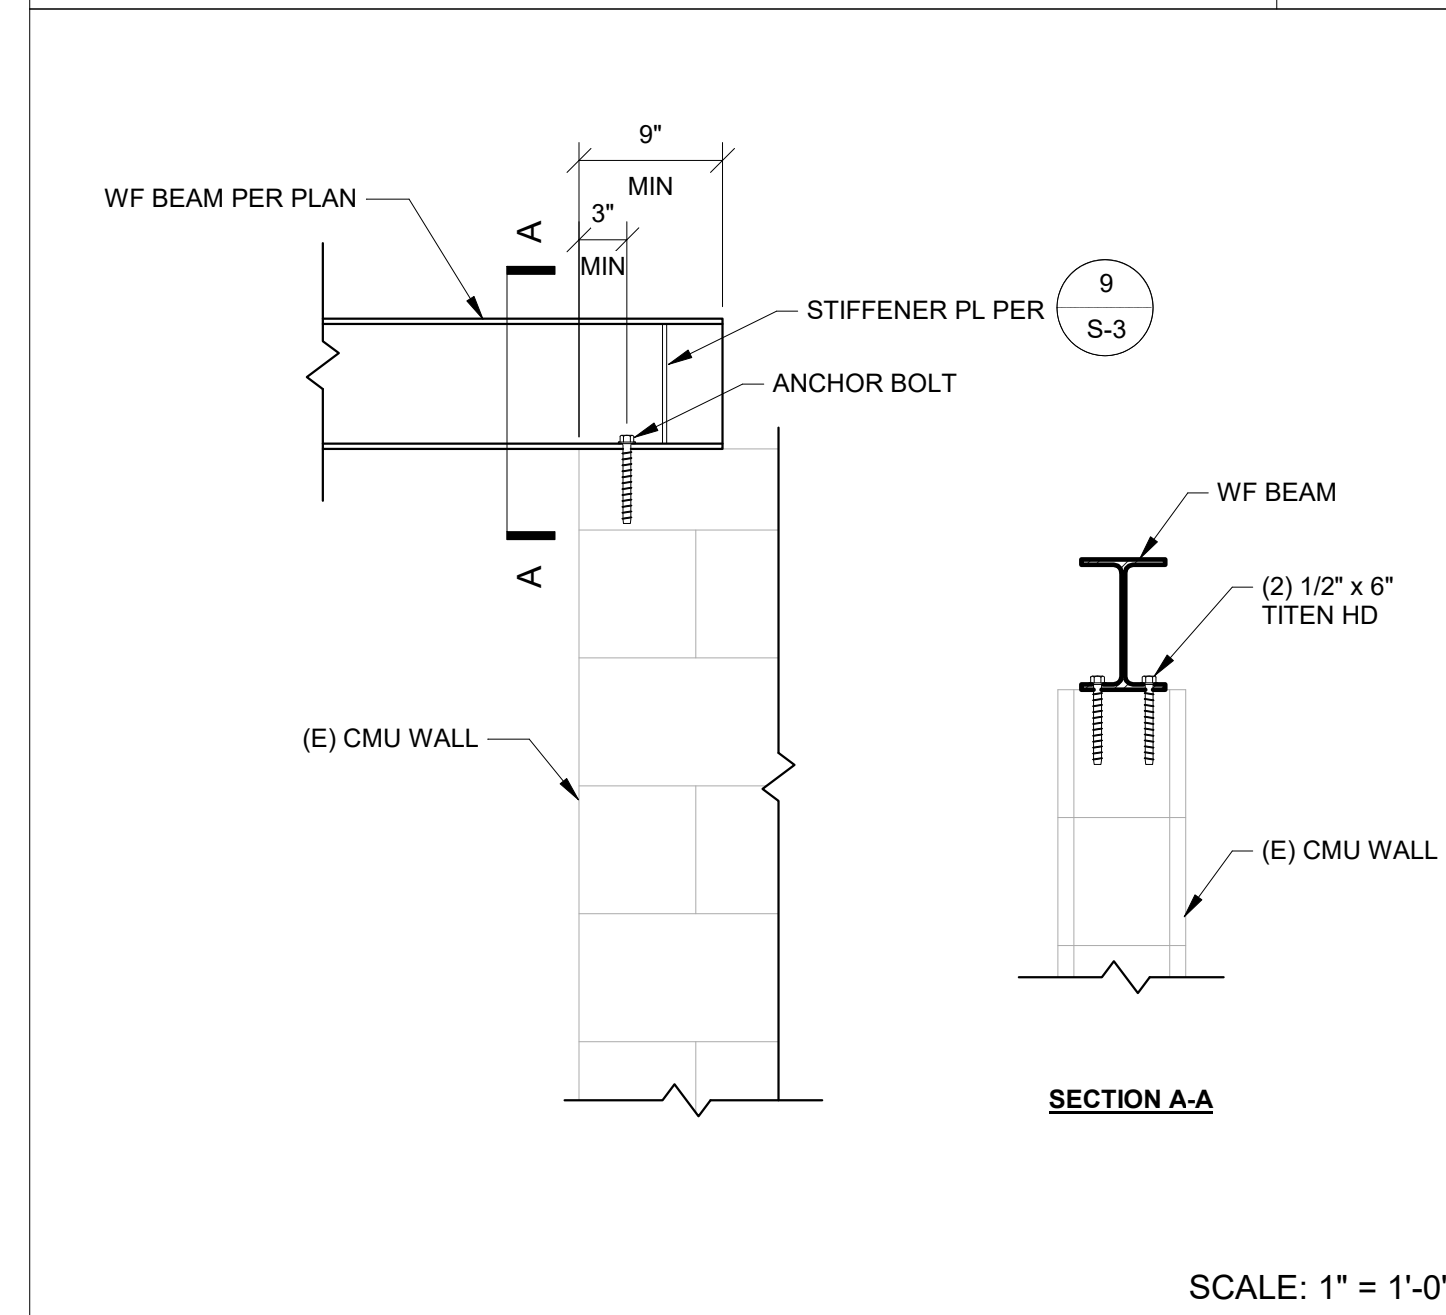 9"
MIN
WF BEAM PER PLAN
3"
MIN
A
STIFFENER PL PER
9
S-3
ANCHOR BOLT
A
WF BEAM
(2) 1/2" x 6"
TITEN HD
(E) CMU WALL
(E) CMU WALL
SECTION A-A
SCALE: 1" = 1'-0"